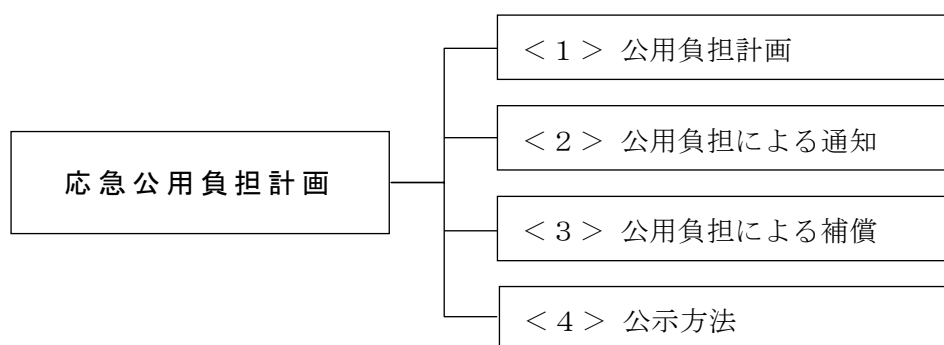 応急公用負担計画
＜１＞ 公用負担計画
＜２＞ 公用負担による通知
＜３＞ 公用負担による補償
＜４＞ 公示方法